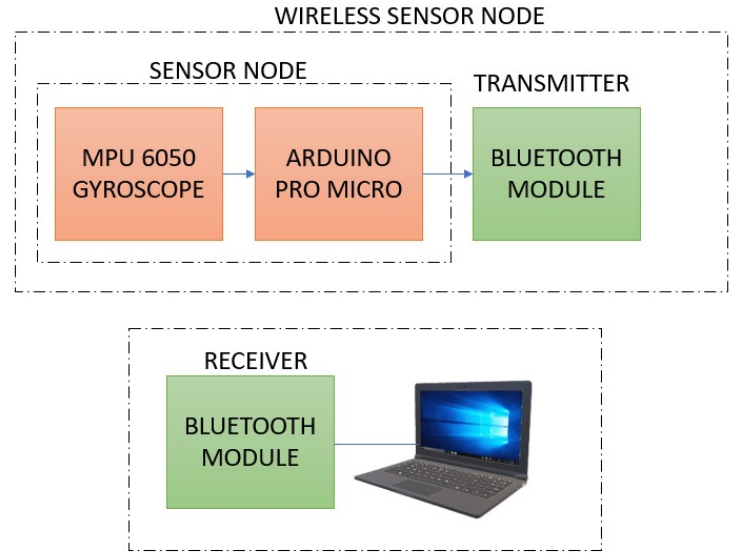 WIRELESS SENSOR NODE
SENSOR NODE
TRANSMITTER
MPU 6050
GYROSCOPE
ARDUINO
PRO MICRO
BLUETOOTH
MODULE
RECEIVER
BLUETOOTH
MODULE